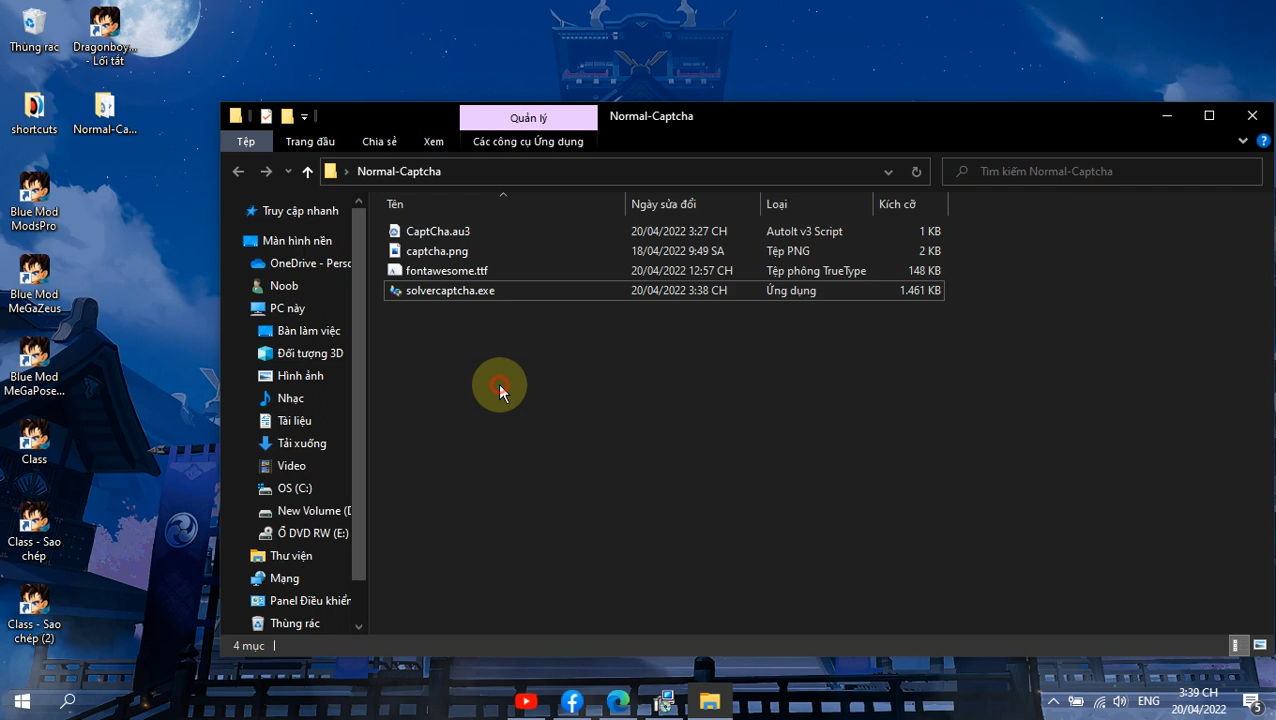 Thùng rác
Dragonboy...
- Lối tắt
shortcuts
Normal-Ca...
Blue Mod
ModsPro
Blue Mod
MeGaZeus
Blue Mod
MeGaPose...
Class
Class - Sao
chép
Class - Sao
chép (2)
Quản lý
Normal-Captcha
Tệp
Trang đầu
Chia sẻ
Xem
Các công cụ Ứng dụng
Normal-Captcha
Tìm kiếm Normal-Captcha
Truy cập nhanh
Màn hình nền
OneDrive - Perso
Noob
PC này
Bàn làm việc
Đối tượng 3D
Hình ảnh
Nhạc
Tài liệu
Tải xuống
Video
OS (C:)
New Volume (D
Ổ DVD RW (E:)
Thư viện
Mạng
Panel Điều khiển
Thùng rác
Tên
Ngày sửa đổi
Loại
Kích cỡ
CaptCha.au3
20/04/2022 3:27 CH
AutoIt v3 Script
1 KB
captcha.png
18/04/2022 9:49 SA
Tệp PNG
2 KB
fontawesome.ttf
20/04/2022 12:57 CH
Tệp phông TrueType
148 KB
solvercaptcha.exe
20/04/2022 3:38 CH
Ứng dụng
1.461 KB
4 mục
ENG
3:39 CH
20/04/2022
5